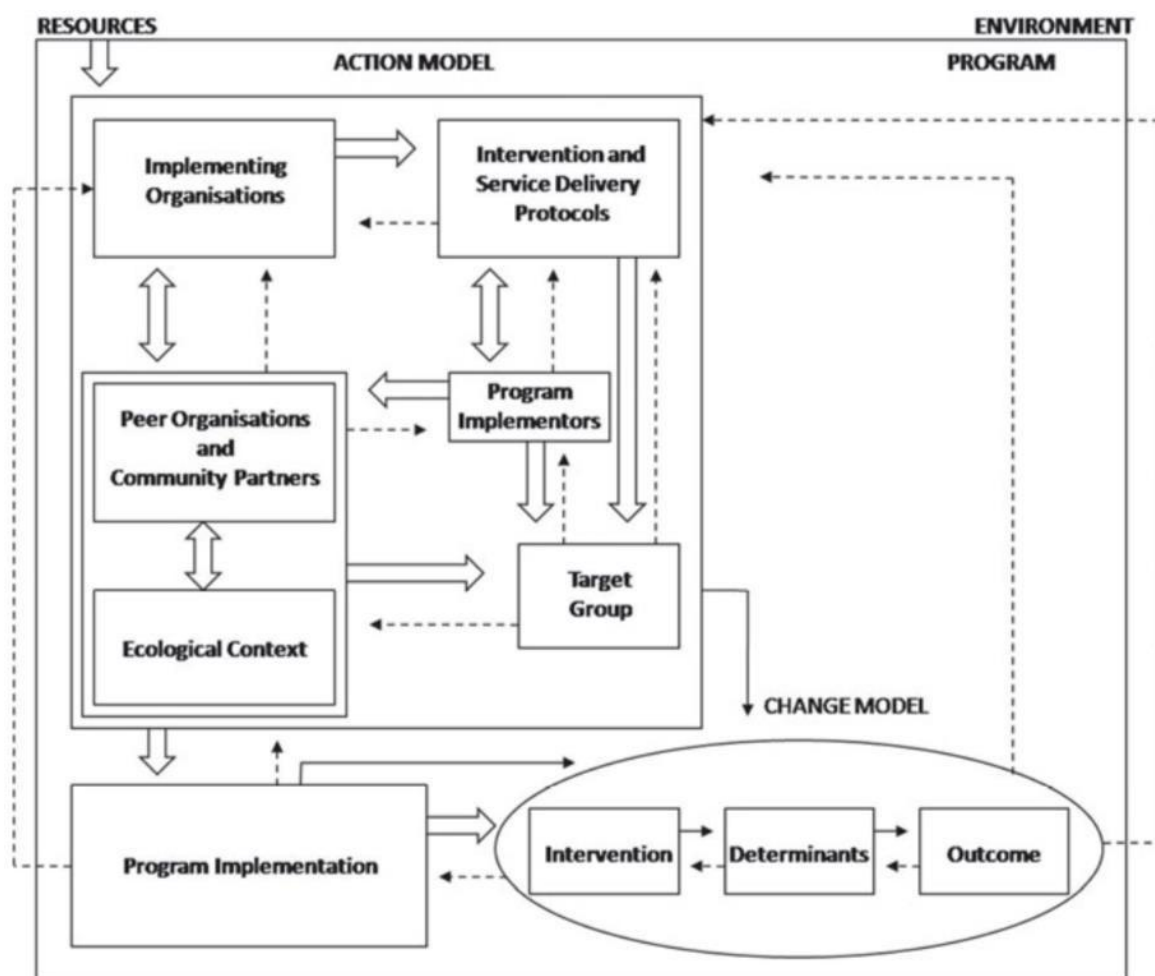 RESOURCES
ENVIRONMENT
ACTION MODEL
PROGRAM
Implementing
Organisations
Intervention and
Service Delivery
Protocols
Peer Organisations
and
Community Partners
Program
Implementors
Ecological Context
Target
Group
CHANGE MODEL
Program Implementation
Intervention
Determinants
Outcome